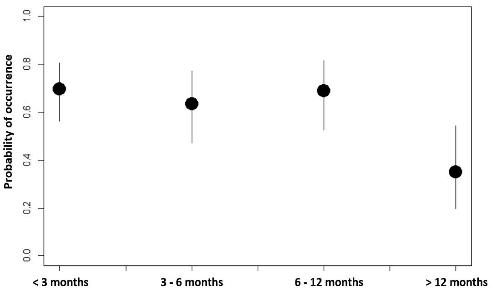 Probability of occurrence
1.0
0.8
0.6
0.4
0.2
0.0
< 3 months
3 - 6 months
6 - 12 months
> 12 months